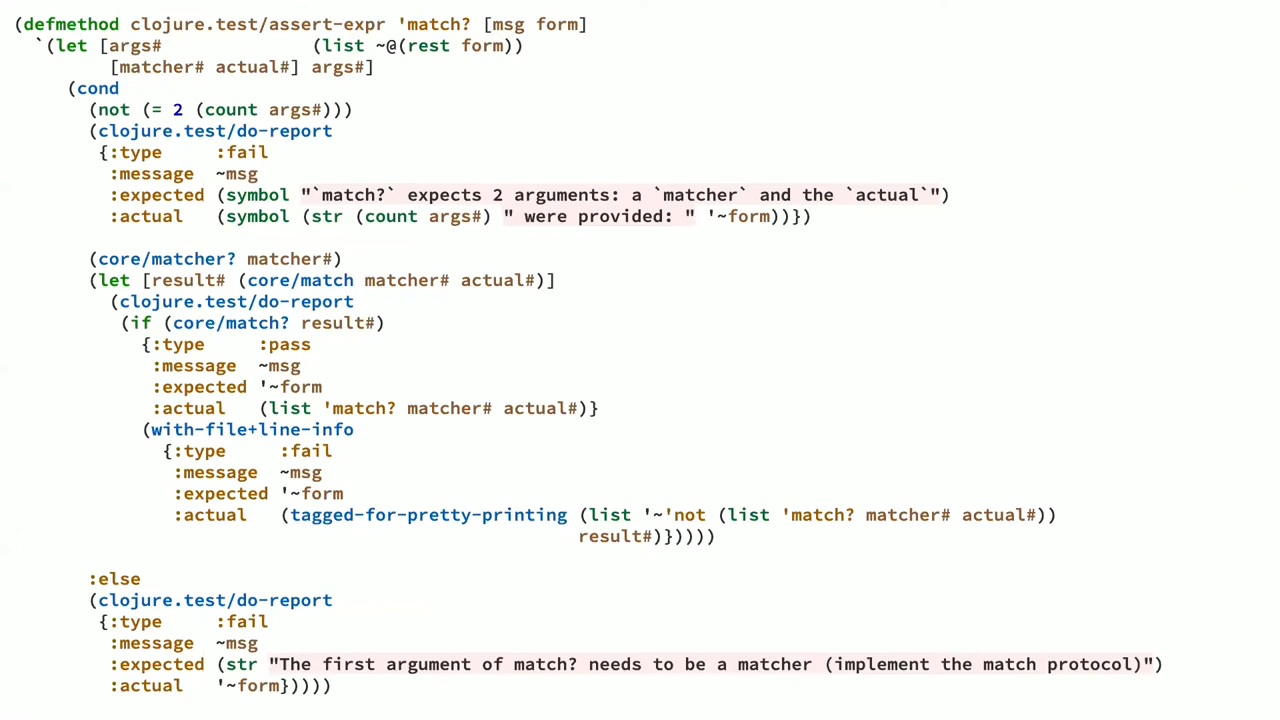 (defmethod clojure.test/assert-expr 'match? [msg form]
  `(let [args#              (list ~@(rest form))
         [matcher# actual#] args#]
     (cond
       (not (= 2 (count args#)))
       (clojure.test/do-report
        {:type     :fail
         :message  ~msg
         :expected (symbol "`match?` expects 2 arguments: a `matcher` and the `actual`")
         :actual   (symbol (str (count args#) " were provided: " '~form))})

       (core/matcher? matcher#)
       (let [result# (core/match matcher# actual#)]
         (clojure.test/do-report
          (if (core/match? result#)
            {:type     :pass
             :message  ~msg
             :expected '~form
             :actual   (list 'match? matcher# actual#)}
            (with-file+line-info
              {:type     :fail
               :message  ~msg
               :expected '~form
               :actual   (tagged-for-pretty-printing (list '~'not (list 'match? matcher# actual#))
                                                     result#)}))))

       :else
       (clojure.test/do-report
        {:type     :fail
         :message  ~msg
         :expected (str "The first argument of match? needs to be a matcher (implement the match protocol)")
         :actual   '~form}))))